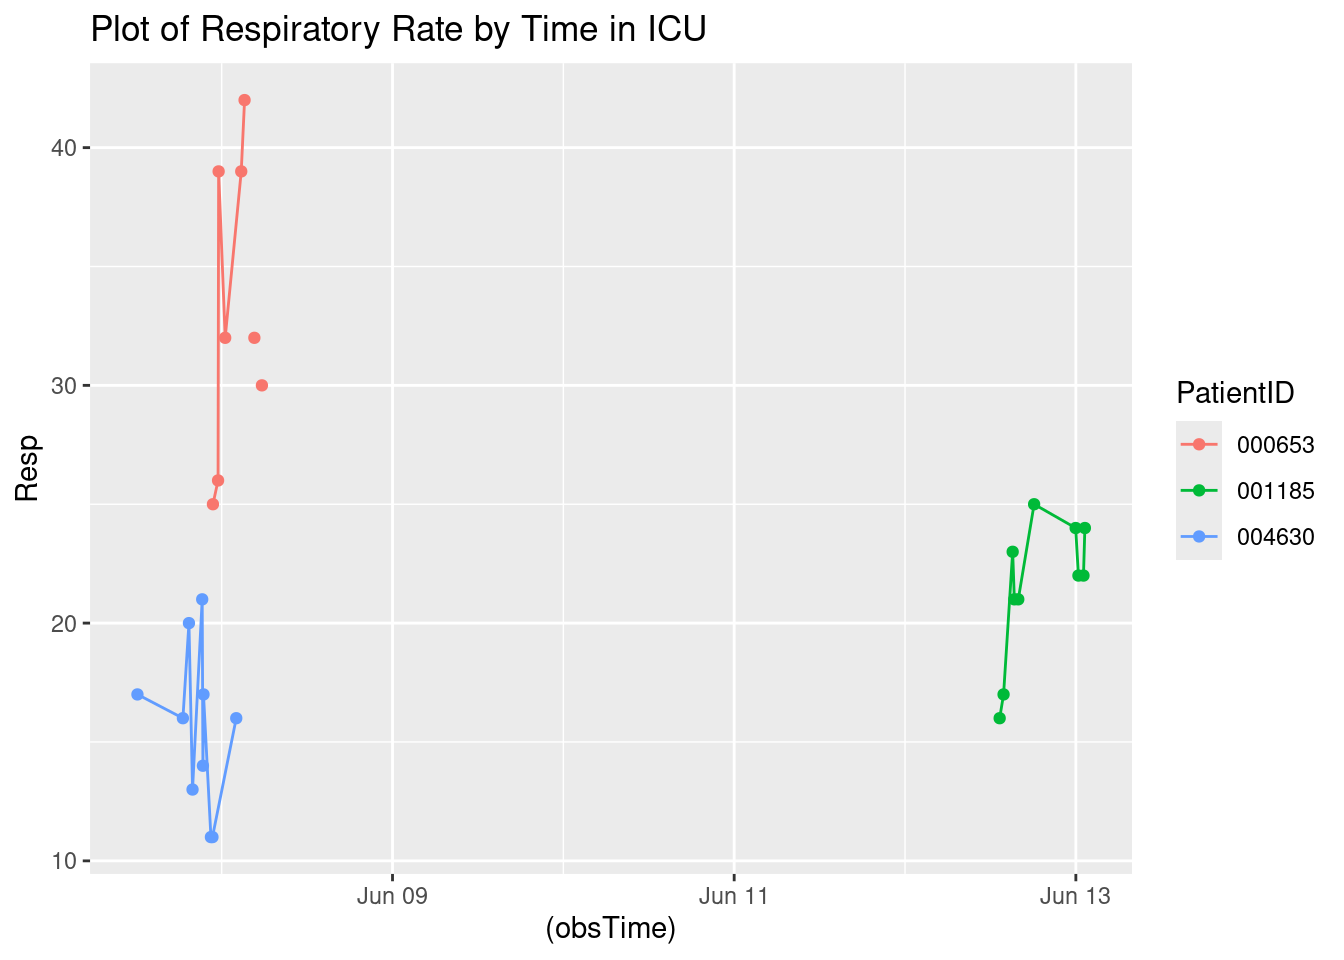 Plot of Respiratory Rate by Time in ICU
40
30
20
10
Resp
Jun 09
Jun 11
Jun 13
(obsTime)
PatientID
000653
001185
004630